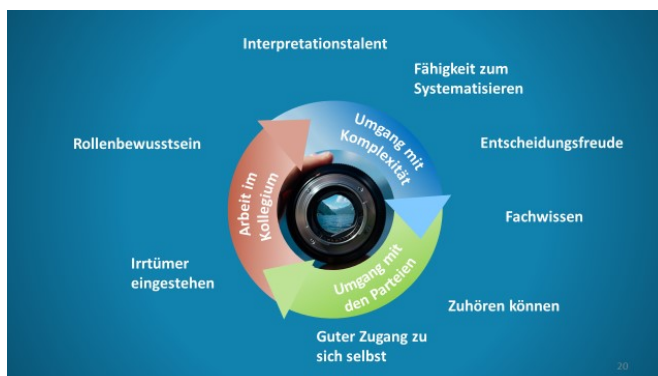 Interpretationstalent
Fähigkeit zum
Systematisieren
Rollenbewusstsein
Entscheidungsfreude
Umgang mit
Komplexität
Arbeit im
Kollegium
Fachwissen
Umgang mit
den Parteien
Irrtümer
eingestehen
Zuhören können
Guter Zugang zu
sich selbst
20